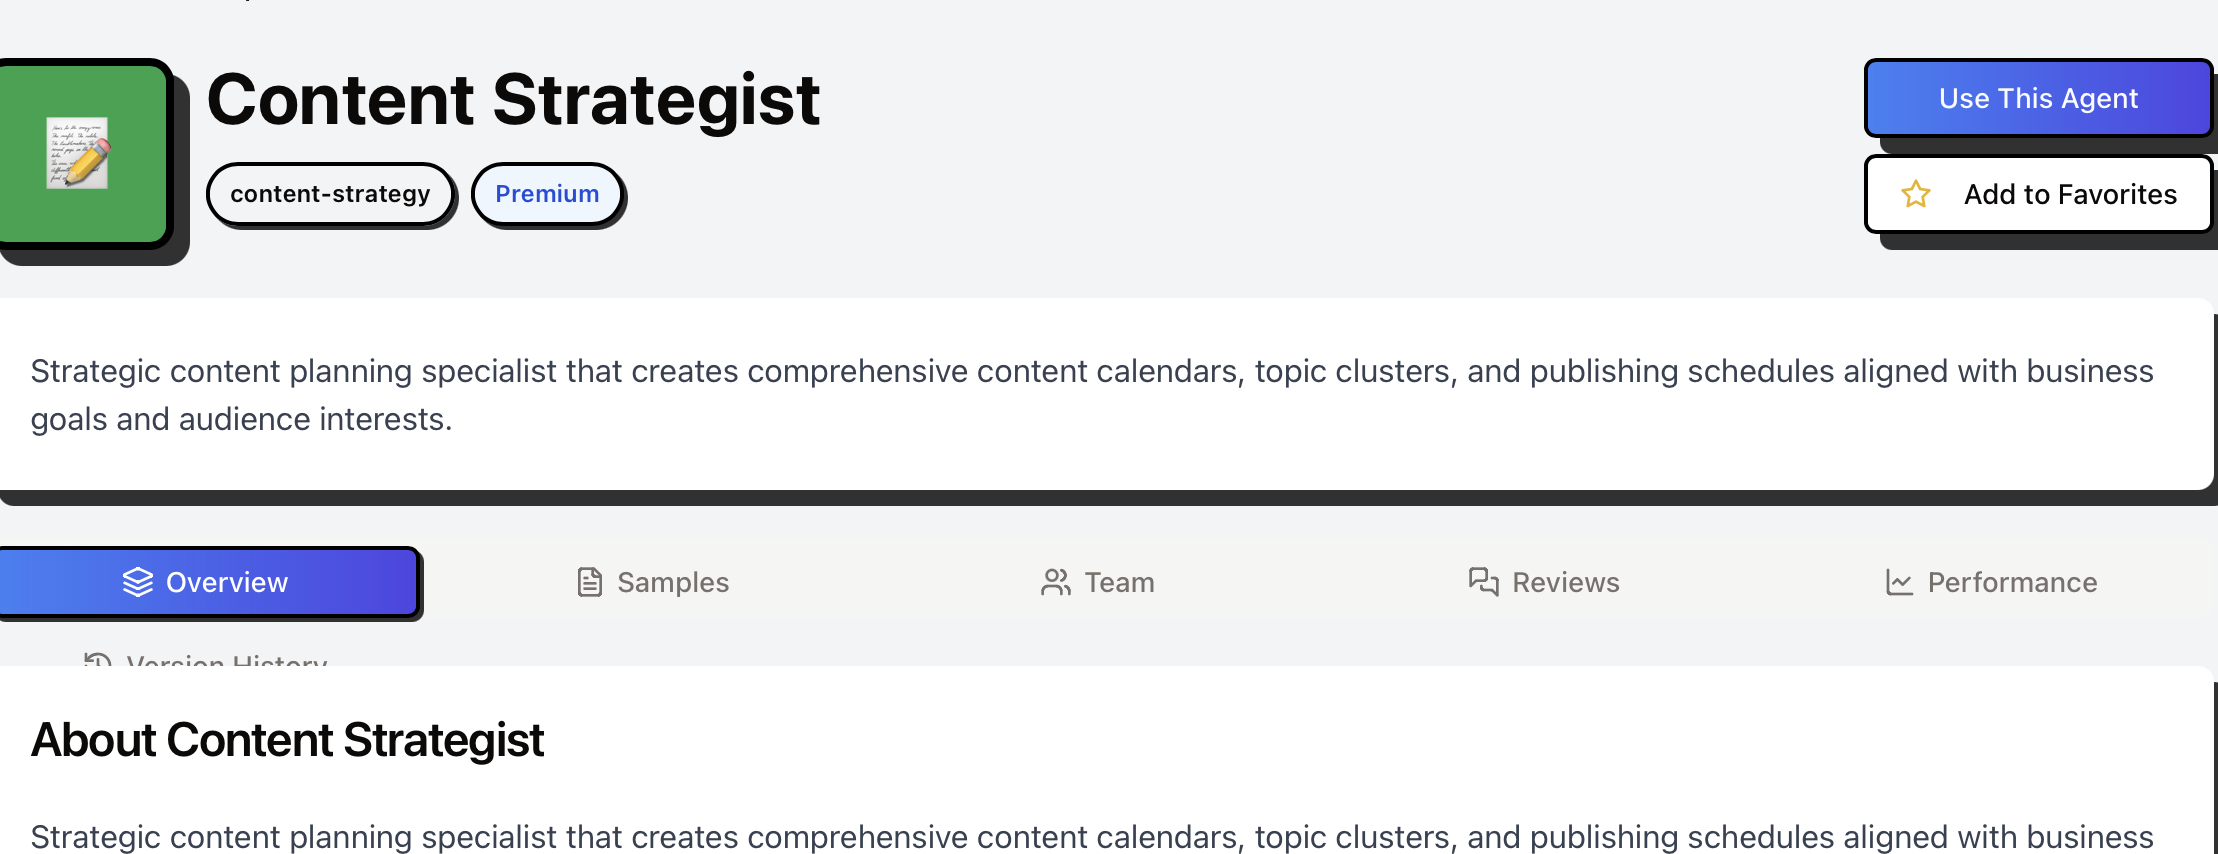 Content Strategist
Use This Agent
content-strategy
Premium
Add to Favorites
Strategic content planning specialist that creates comprehensive content calendars, topic clusters, and publishing schedules aligned with business
goals and audience interests.
Overview
Samples
Team
Reviews
Performance
Version History
About Content Strategist
Strategic content planning specialist that creates comprehensive content calendars, topic clusters, and publishing schedules aligned with business